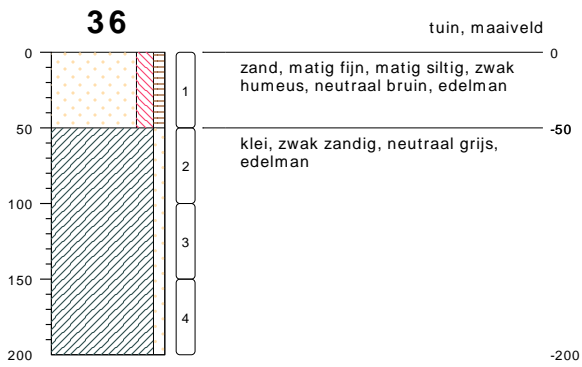 36
tuin, maaiveld
0
0
zand, matig fijn, matig siltig, zwak
humeus, neutraal bruin, edelman
1
50
-50
klei, zwak zandig, neutraal grijs,
edelman
2
100
3
150
4
200
-200